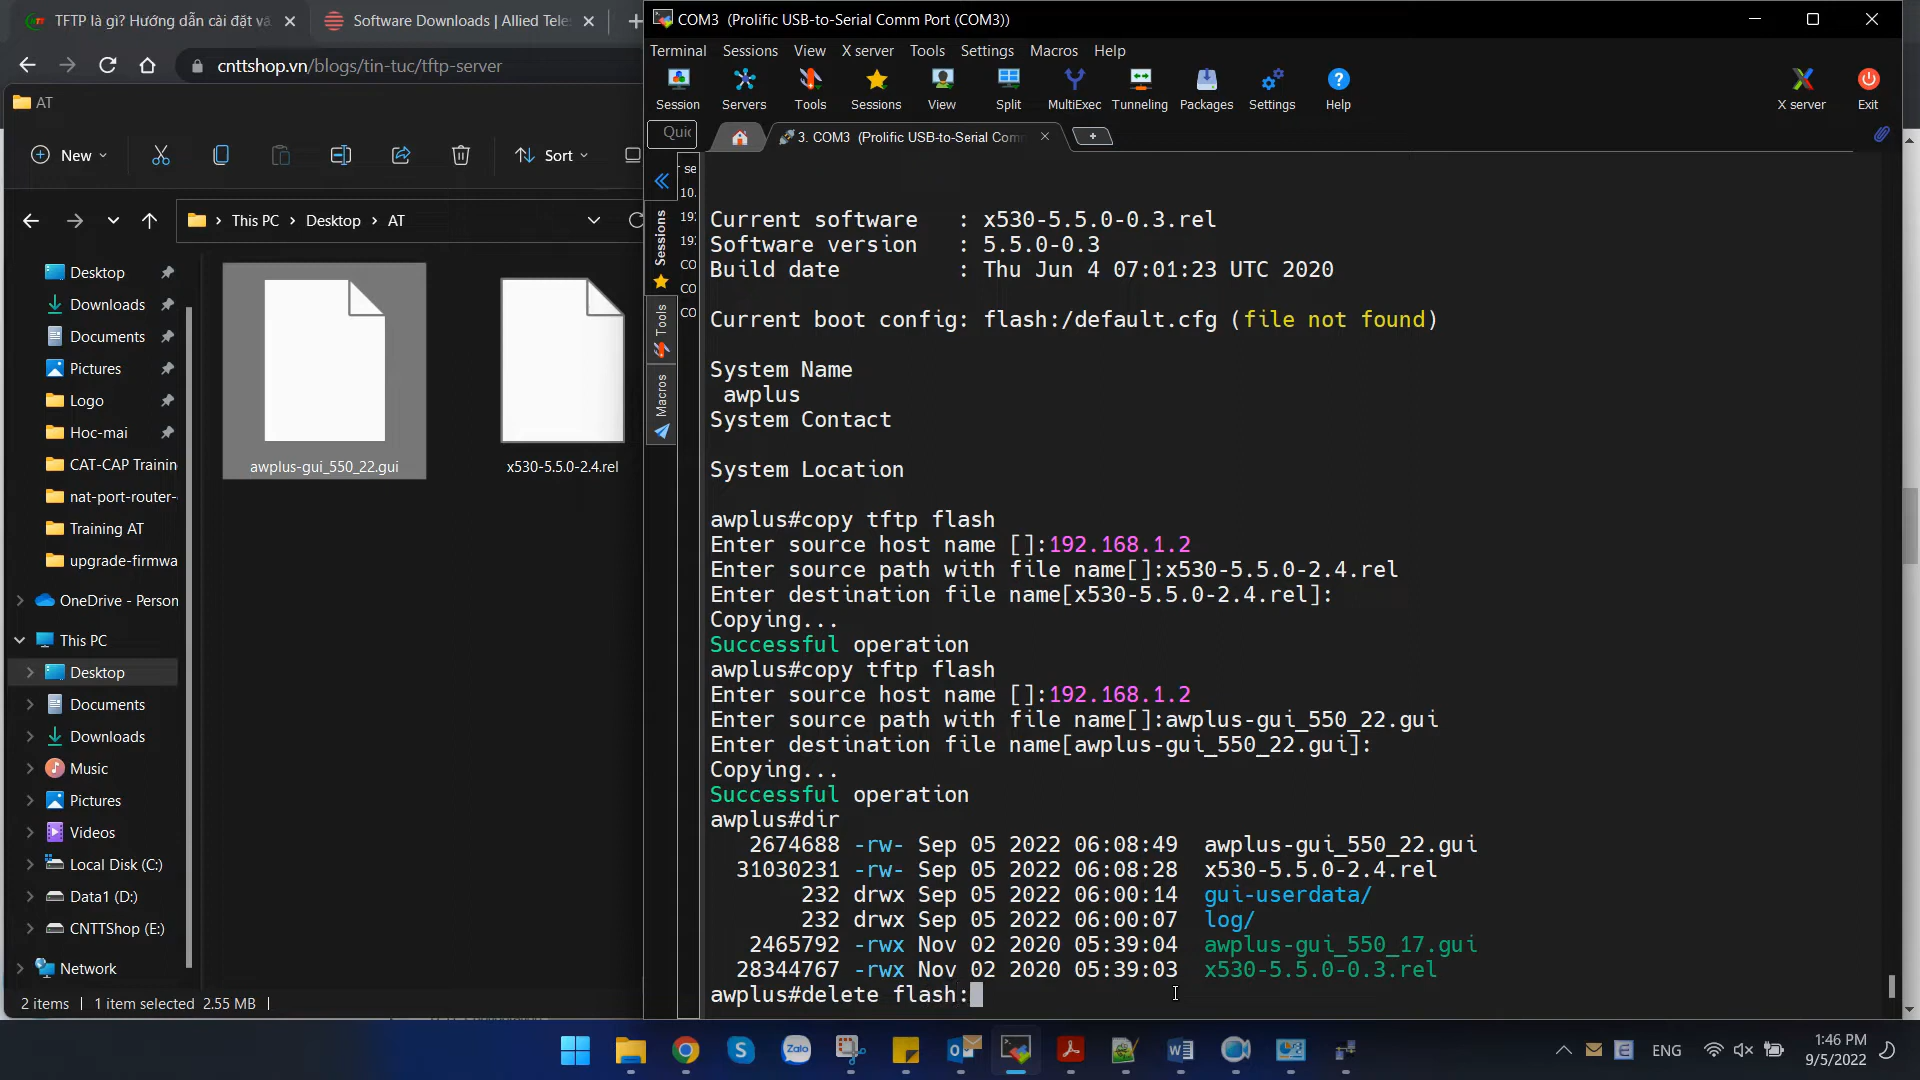 TFTP là gì? Hướng dẫn cài đặt và
Software Downloads | Allied Teles
cnttshop.vn/blogs/tin-tuc/tftp-server
AT
New
Sort
This PC
Desktop
AT
Desktop
Downloads
Documents
Pictures
Logo
Hoc-mai
CAT-CAP Trainin
nat-port-router-
Training AT
upgrade-firmwa
OneDrive - Person
This PC
Desktop
Documents
Downloads
Music
Pictures
Videos
Local Disk (C:)
Data1 (D:)
CNTTShop (E:)
Network
awplus-gui_550_22.gui
x530-5.5.0-2.4.rel
2 items
1 item selected 2.55 MB
COM3 (Prolific USB-to-Serial Comm Port (COM3))
Terminal Sessions View X server Tools Settings Macros Help
Session Servers Tools Sessions View Split MultiExec Tunneling Packages Settings Help
X server Exit
Quic
3. COM3 (Prolific USB-to-Serial Com
Sessions
Tools
Macros
r se
10.
192
192
CO
CO
CO
Current software : x530-5.5.0-0.3.rel
Software version : 5.5.0-0.3
Build date : Thu Jun 4 07:01:23 UTC 2020
Current boot config: flash:/default.cfg (file not found)
System Name
awplus
System Contact
System Location
awplus#copy tftp flash
Enter source host name []:192.168.1.2
Enter source path with file name[]:x530-5.5.0-2.4.rel
Enter destination file name[x530-5.5.0-2.4.rel]:
Copying...
Successful operation
awplus#copy tftp flash
Enter source host name []:192.168.1.2
Enter source path with file name[]:awplus-gui_550_22.gui
Enter destination file name[awplus-gui_550_22.gui]:
Copying...
Successful operation
awplus#dir
2674688 -rw- Sep 05 2022 06:08:49 awplus-gui_550_22.gui
31030231 -rw- Sep 05 2022 06:08:28 x530-5.5.0-2.4.rel
232 drwx Sep 05 2022 06:00:14 gui-userdata/
232 drwx Sep 05 2022 06:00:07 log/
2465792 -rwx Nov 02 2020 05:39:04 awplus-gui_550_17.gui
28344767 -rwx Nov 02 2020 05:39:03 x530-5.5.0-0.3.rel
awplus#delete flash:
Zalo
ENG
1:46 PM
9/5/2022